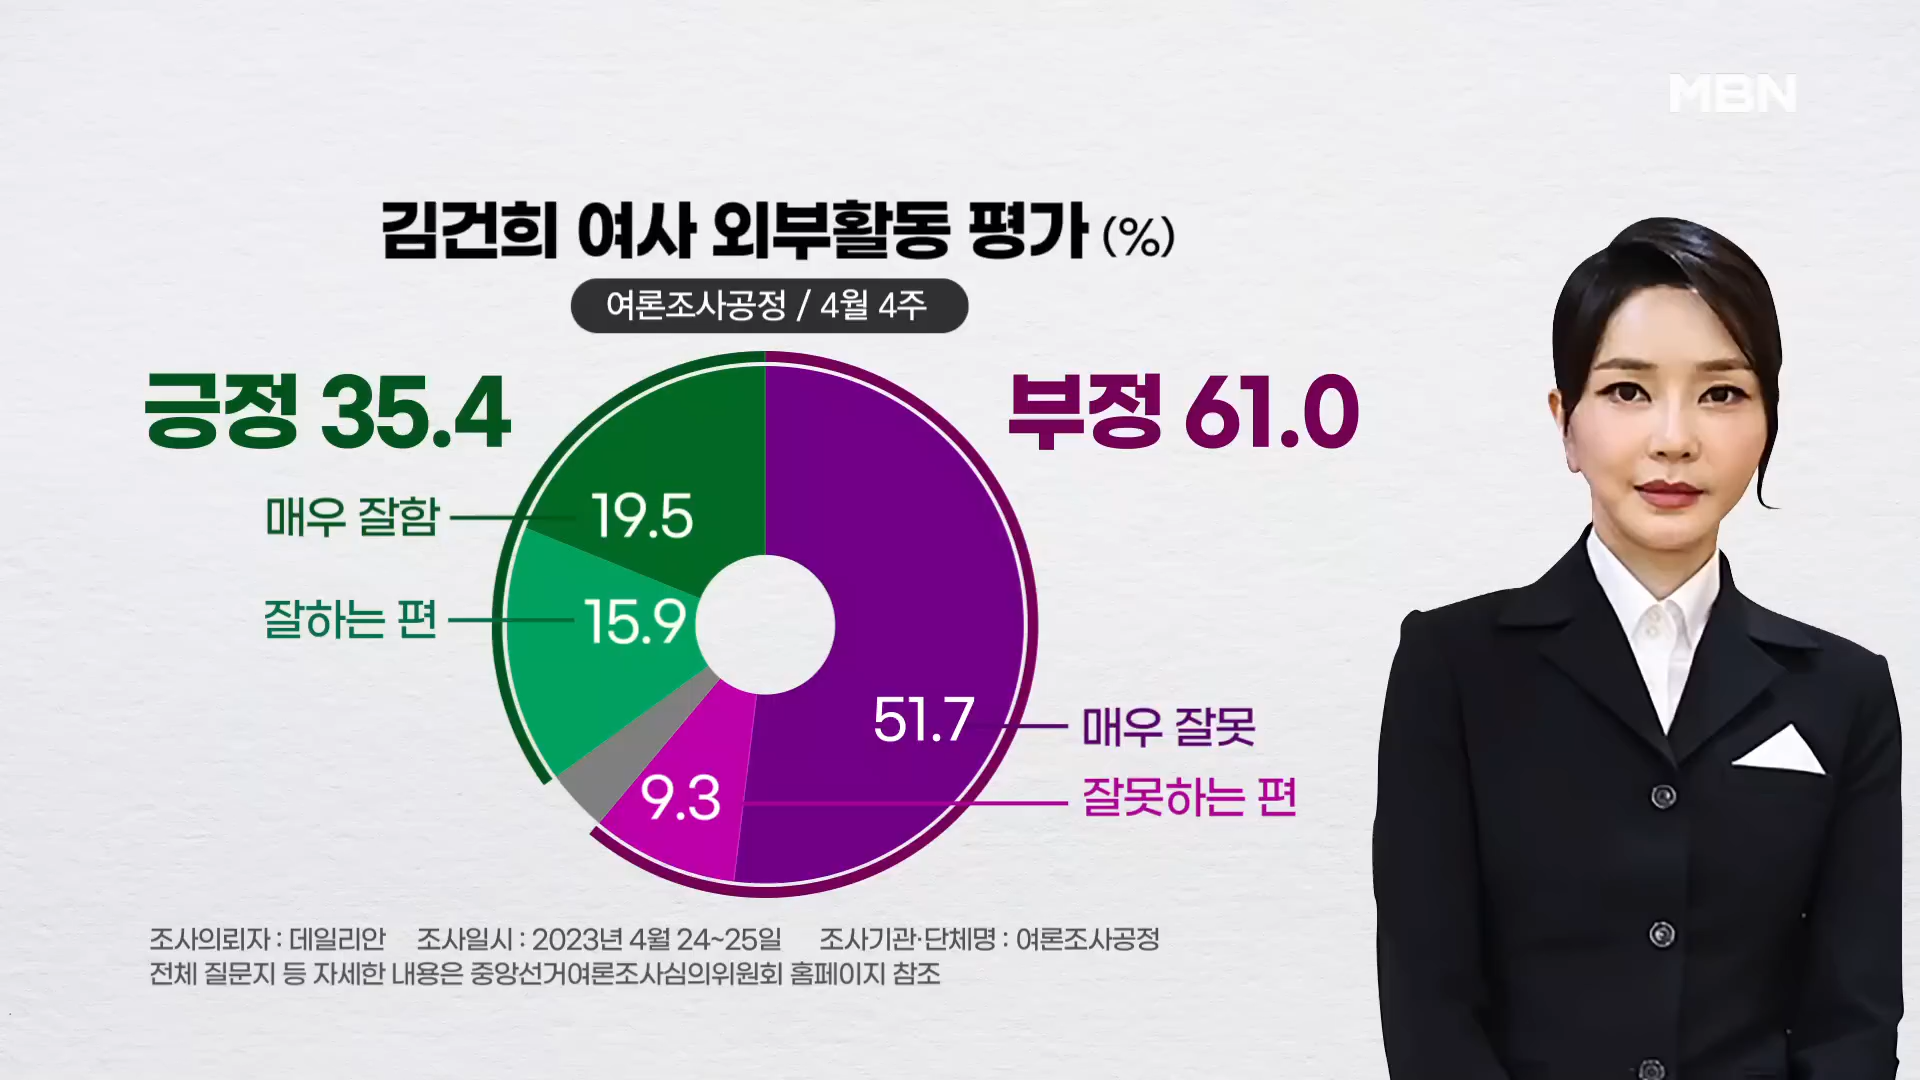 MBN
김건희 여사 외부활동 평가 (%)
여론조사공정 / 4월 4주
긍정 35.4
부정 61.0
매우 잘함
19.5
잘하는 편
15.9
51.7
매우 잘못
9.3
잘못하는 편
조사의뢰자 : 데일리안 조사일시 : 2023년 4월 24~25일 조사기관·단체명 : 여론조사공정
전체 질문지 등 자세한 내용은 중앙선거여론조사심의위원회 홈페이지 참조